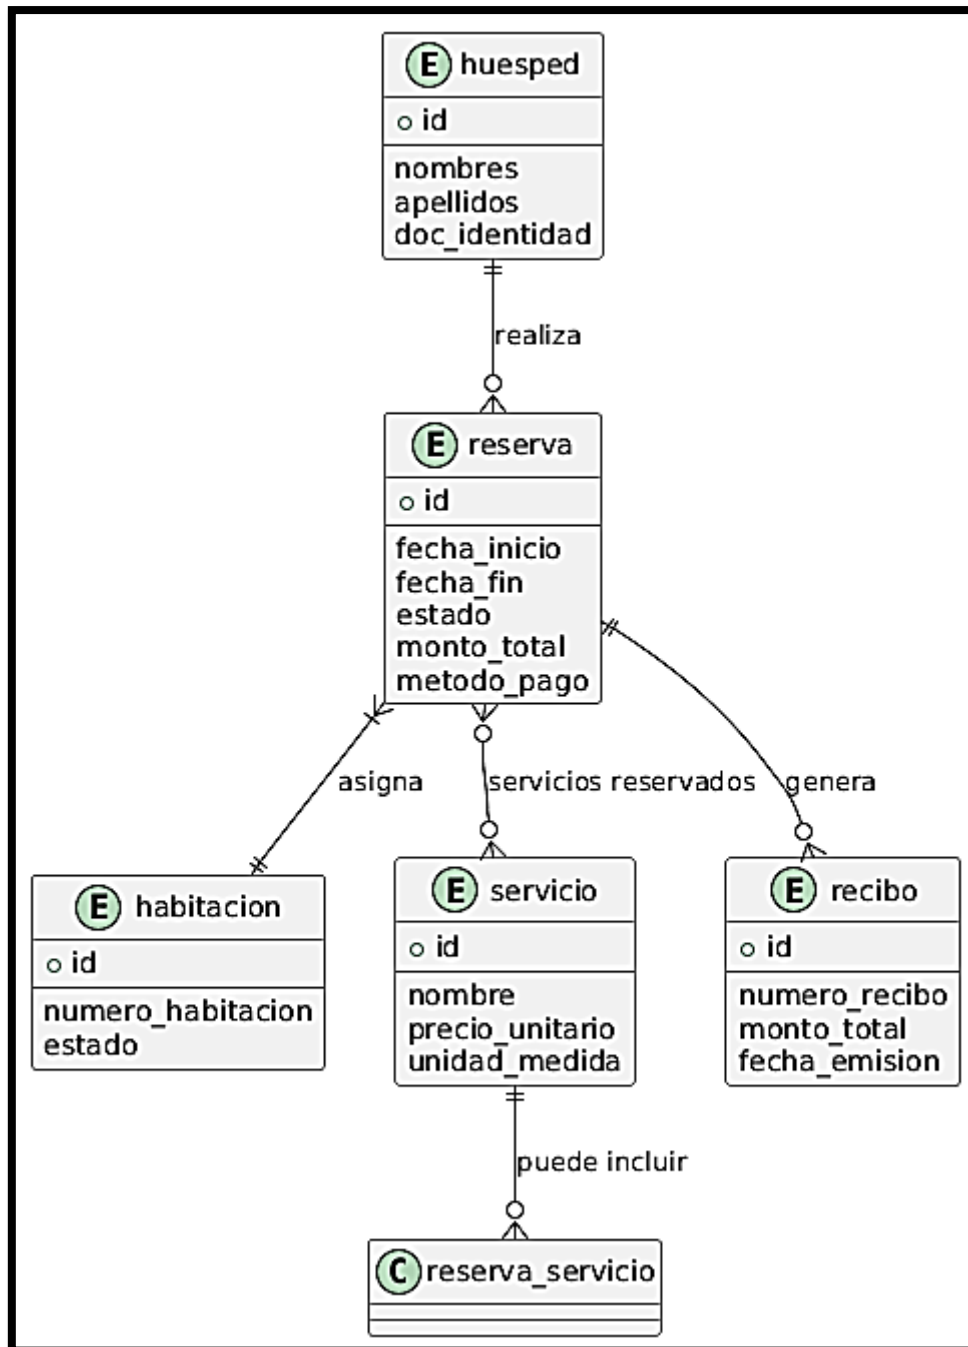 E huesped
id
nombres
apellidos
doc_identidad
realiza
E reserva
id
fecha_inicio
fecha_fin
estado
monto_total
metodo_pago
asigna
servicios reservados
genera
E habitacion
id
numero_habitacion
estado
E servicio
id
nombre
precio_unitario
unidad_medida
E recibo
id
numero_recibo
monto_total
fecha_emision
puede incluir
C reserva_servicio